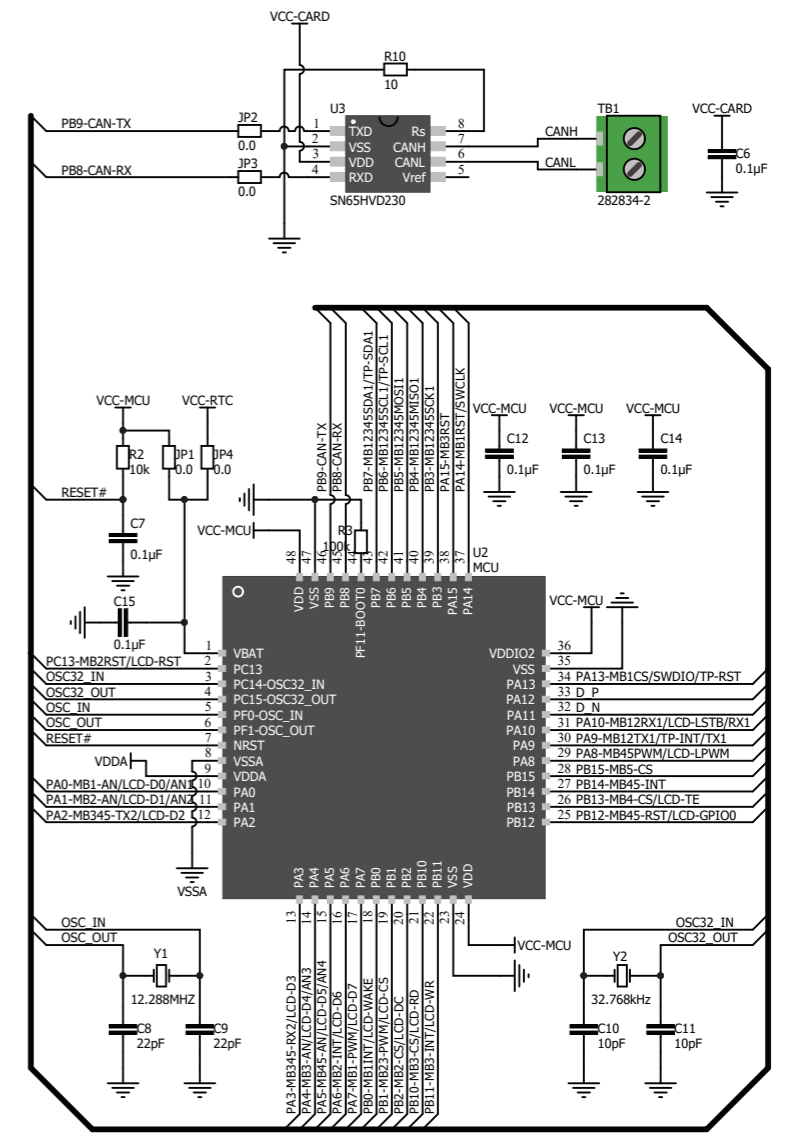 VCC-CARD
R10
10
U3
TB1
VCC-CARD
PB9-CAN-TX
JP2
0.0
1 TXD
Rs 8
2 VSS
CANH 7
CANH
3 VDD
CANL 6
CANL
C6
0.1µF
PB8-CAN-RX
JP3
0.0
4 RXD
Vref 5
SN65HVD230
282834-2
PB9-CAN-TX
PB8-CAN-RX
PB7-MB12345SDA1/TP-SDA1
PB6-MB12345SCL1/TP-SCL1
PB5-MB12345MOSI1
PB4-MB12345MISO1
PB3-MB12345SCK1
PA15-MB3RST
PA14-MB1RST/SWCLK
VCC-MCU
VCC-RTC
R2
10k
JP1
0.0
JP4
0.0
RESET#
C7
0.1µF
C15
0.1µF
VCC-MCU
R3
100k
VCC-MCU
C12
0.1µF
VCC-MCU
C13
0.1µF
VCC-MCU
C14
0.1µF
U2
MCU
48 VDD
47 VSS
46 PB9
45 PB8
44 PF11-BOOT0
43 PB7
42 PB6
41 PB5
40 PB4
39 PB3
38 PA15
37 PA14
1 VBAT
PC13-MB2RST/LCD-RST 2 PC13
OSC32_IN 3 PC14-OSC32_IN
OSC32_OUT 4 PC15-OSC32_OUT
OSC_IN 5 PF0-OSC_IN
OSC_OUT 6 PF1-OSC_OUT
RESET# 7 NRST
8 VSSA
VDDA 9 VDDA
PA0-MB1-AN/LCD-D0/AN1 10 PA0
PA1-MB2-AN/LCD-D1/AN2 11 PA1
PA2-MB345-TX2/LCD-D2 12 PA2
VSSA
VCC-MCU
VDDIO2 36
VSS 35
PA13 34 PA13-MB1CS/SWDIO/TP-RST
PA12 33 D_P
PA11 32 D_N
PA10 31 PA10-MB12RX1/LCD-LSTB/RX1
PA9 30 PA9-MB12TX1/TP-INT/TX1
PA8 29 PA8-MB45PWM/LCD-LPWM
PB15 28 PB15-MB5-CS
PB14 27 PB14-MB45-INT
PB13 26 PB13-MB4-CS/LCD-TE
PB12 25 PB12-MB45-RST/LCD-GPIO0
PA3 13 PA3-MB345-RX2/LCD-D3
PA4 14 PA4-MB3-AN/LCD-D4/AN3
PA5 15 PA5-MB45-AN/LCD-D5/AN4
PA6 16 PA6-MB2-INT/LCD-D6
PA7 17 PA7-MB1-PWM/LCD-D7
PB0 18 PB0-MB1INT/LCD-WAKE
PB1 19 PB1-MB23-PWM/LCD-CS
PB2 20 PB2-MB2-CS/LCD-DC
PB10 21 PB10-MB3-CS/LCD-RD
PB11 22 PB11-MB3-INT/LCD-WR
VSS 23
VDD 24
VCC-MCU
OSC_IN
OSC_OUT
Y1
12.288MHZ
C8
22pF
C9
22pF
OSC32_IN
OSC32_OUT
Y2
32.768kHz
C10
10pF
C11
10pF